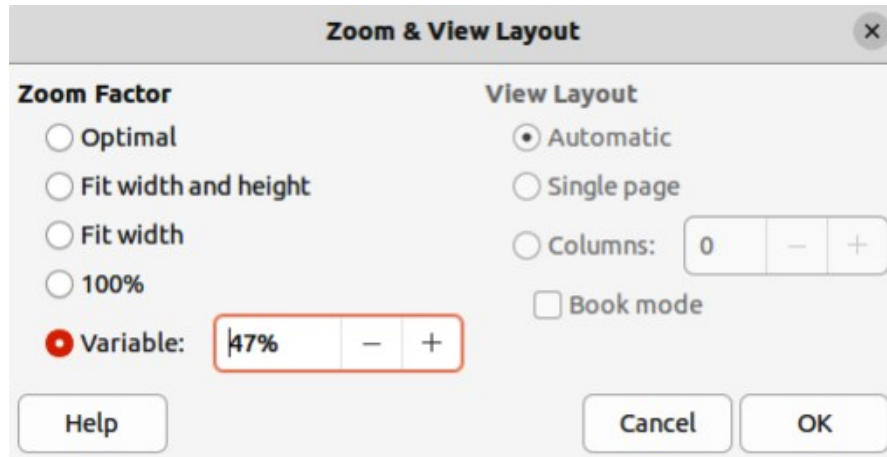 Zoom & View Layout
Zoom Factor
Optimal
Fit width and height
Fit width
100%
Variable: 47% − +
View Layout
Automatic
Single page
Columns: 0 − +
Book mode
Help
Cancel
OK